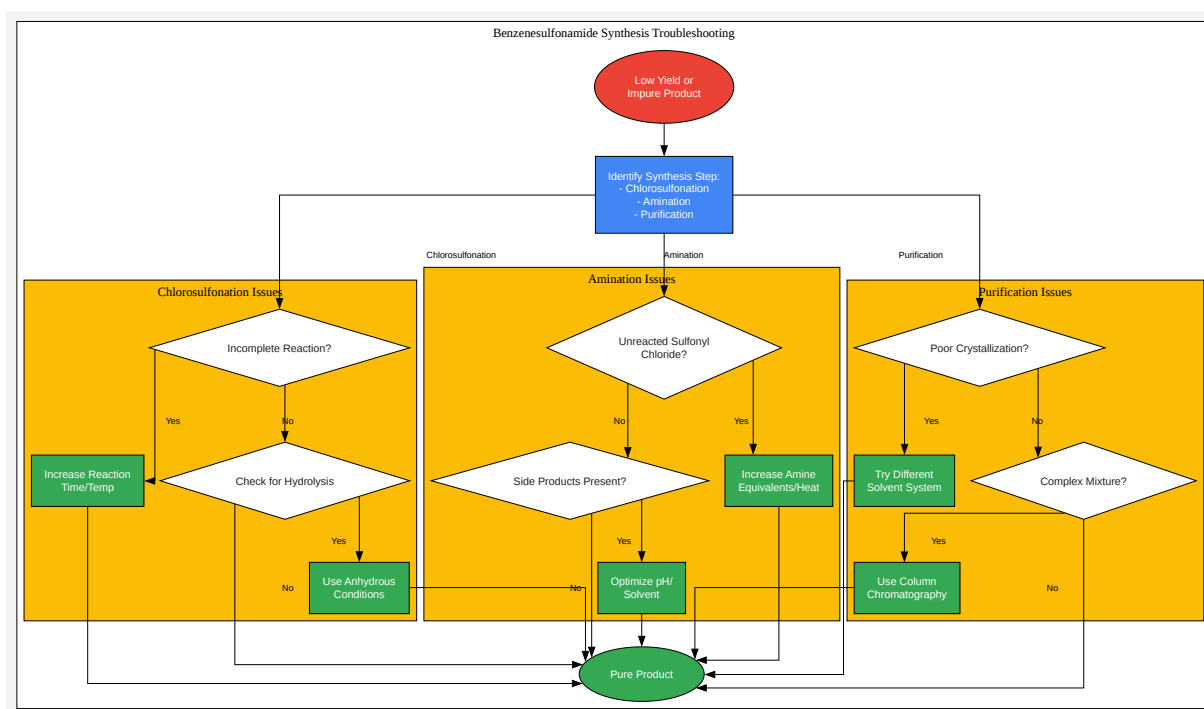 Benzenesulfonamide Synthesis Troubleshooting
Low Yield or
Impure Product
Identify Synthesis Step:
- Chlorosulfonation
- Amination
- Purification
Chlorosulfonation
Amination
Purification
Chlorosulfonation Issues
Incomplete Reaction?
Yes
No
Increase Reaction
Time/Temp
Check for Hydrolysis
Yes
No
Use Anhydrous
Conditions
Amination Issues
Unreacted Sulfonyl
Chloride?
No
Yes
Side Products Present?
Increase Amine
Equivalents/Heat
Yes
No
Optimize pH/
Solvent
Purification Issues
Poor Crystallization?
Yes
No
Try Different
Solvent System
Complex Mixture?
Yes
No
Use Column
Chromatography
Pure Product